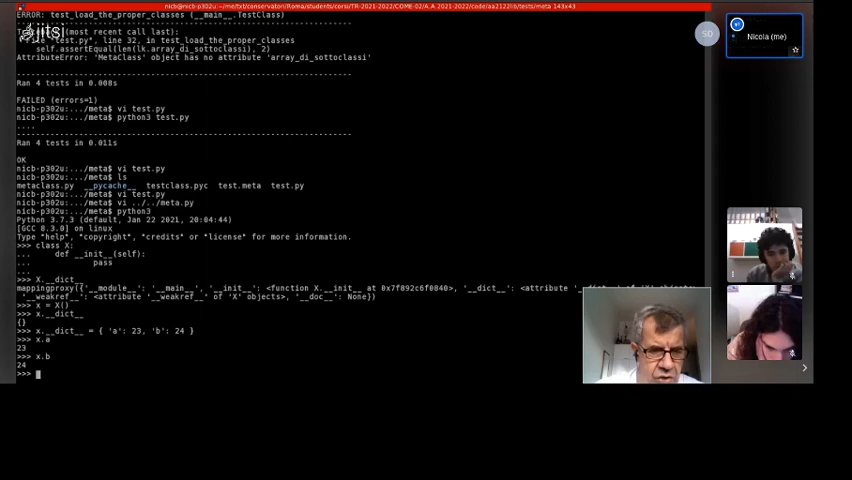 nicb@nicb-p302u: ~/me/txt/conservatori/Roma/students/corsi/TR-2021-2022/COME-02/A.A 2021-2022/code/aa2122lib/tests/meta 143x43
ERROR: test_load_the_proper_classes (__main__.TestClass)
----------------------------------------------------------------------
(most recent call last):
"test.py", line 32, in test_load_the_proper_classes
self.assertEqual(len(lk.array_di_sottoclassi), 2)
AttributeError: 'MetaClass' object has no attribute 'array_di_sottoclassi'
----------------------------------------------------------------------
Ran 4 tests in 0.008s
FAILED (errors=1)
nicb-p302u:.../meta$ vi test.py
nicb-p302u:.../meta$ python3 test.py
....
----------------------------------------------------------------------
Ran 4 tests in 0.011s
OK
nicb-p302u:.../meta$ vi test.py
nicb-p302u:.../meta$ ls
metaclass.py  __pycache__  testclass.pyc  test.meta  test.py
nicb-p302u:.../meta$ vi test.py
nicb-p302u:.../meta$ vi ../../meta.py
nicb-p302u:.../meta$ python3
Python 3.7.3 (default, Jan 22 2021, 20:04:44)
[GCC 8.3.0] on linux
Type "help", "copyright", "credits" or "license" for more information.
>>> class X:
...     def __init__(self):
...             pass
...
>>> X.__dict__
mappingproxy({'__module__': '__main__', '__init__': <function X.__init__ at 0x7f892c6f0840>, '__dict__': <attribute '__dict__' of 'X' objects>,
'__weakref__': <attribute '__weakref__' of 'X' objects>, '__doc__': None})
>>> x = X()
>>> x.__dict__
{}
>>> x.__dict__ = { 'a': 23, 'b': 24 }
>>> x.a
23
>>> x.b
24
>>>
jitsi
SD
Nicola (me)